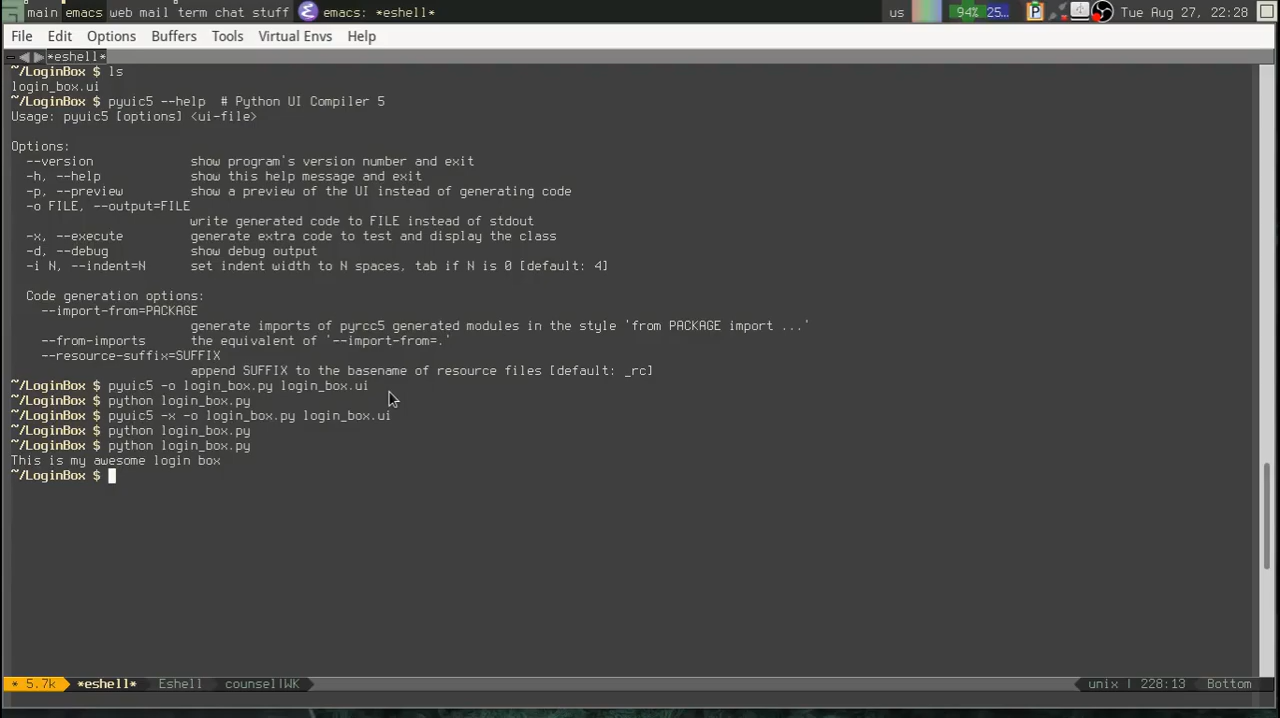 main emacs web mail term chat stuff emacs: *eshell* us 94% 25... P Tue Aug 27, 22:28
File Edit Options Buffers Tools Virtual Envs Help
*eshell*
~/LoginBox $ ls
login_box.ui
~/LoginBox $ pyuic5 --help  # Python UI Compiler 5
Usage: pyuic5 [options] <ui-file>
Options:
--version show program's version number and exit
-h, --help show this help message and exit
-p, --preview show a preview of the UI instead of generating code
-o FILE, --output=FILE
write generated code to FILE instead of stdout
-x, --execute generate extra code to test and display the class
-d, --debug show debug output
-i N, --indent=N set indent width to N spaces, tab if N is 0 [default: 4]
Code generation options:
--import-from=PACKAGE
generate imports of pyrcc5 generated modules in the style 'from PACKAGE import ...'
--from-imports the equivalent of '--import-from=.'
--resource-suffix=SUFFIX
append SUFFIX to the basename of resource files [default: _rc]
~/LoginBox $ pyuic5 -o login_box.py login_box.ui
~/LoginBox $ python login_box.py
~/LoginBox $ pyuic5 -x -o login_box.py login_box.ui
~/LoginBox $ python login_box.py
~/LoginBox $ python login_box.py
This is my awesome login box
~/LoginBox $
* 5.7k *eshell* Eshell counsel|WK unix | 228:13 Bottom